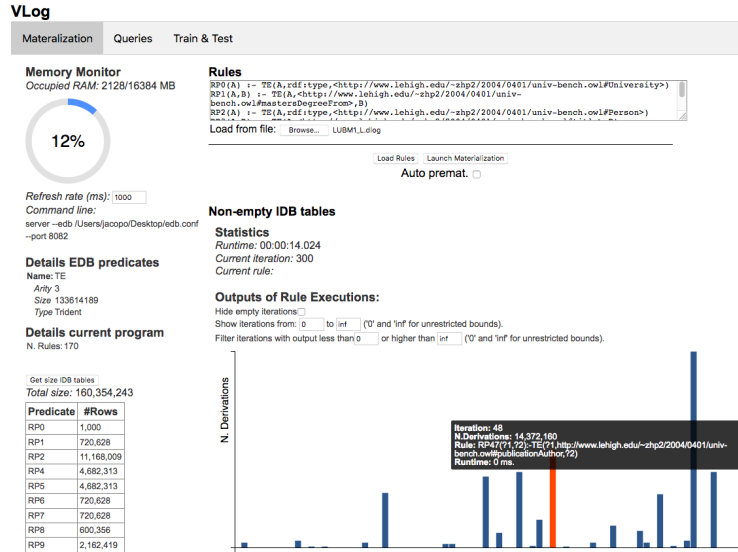 VLog
Materalization Queries Train & Test
Memory Monitor
Occupied RAM: 2128/16384 MB
12%
Refresh rate (ms): 1000
Command line:
server --edb /Users/jacopo/Desktop/edb.conf
--port 8082
Details EDB predicates
Name: TE
Arity 3
Size 133614189
Type Trident
Details current program
N. Rules: 170
Get size IDB tables
Total size: 160,354,243
Predicate #Rows
RP0 1,000
RP1 720,628
RP2 11,168,009
RP4 4,682,313
RP5 4,682,313
RP6 720,628
RP7 720,628
RP8 600,356
RP9 2,162,419
Rules
RP0(A) :- TE(A,rdf:type,<http://www.lehigh.edu/~zhp2/2004/0401/univ-bench.owl#University>)
RP1(A,B) :- TE(A,<http://www.lehigh.edu/~zhp2/2004/0401/univ-
bench.owl#mastersDegreeFrom>,B)
RP2(A) :- TE(A,rdf:type,<http://www.lehigh.edu/~zhp2/2004/0401/univ-bench.owl#Person>)
Load from file: Browse... LUBM1_L.dlog
Load Rules Launch Materialization
Auto premat.
Non-empty IDB tables
Statistics
Runtime: 00:00:14.024
Current iteration: 300
Current rule:
Outputs of Rule Executions:
Hide empty iterations
Show iterations from: 0 to inf ('0' and 'inf' for unrestricted bounds).
Filter iterations with output less than 0 or higher than inf ('0' and 'inf' for unrestricted bounds).
N. Derivations
Iteration: 48
N.Derivations: 14,372,160
Rule: RP47(?1,?2):-TE(?1,http://www.lehigh.edu/~zhp2/2004/0401/univ-
bench.owl#publicationAuthor,?2)
Runtime: 0 ms.